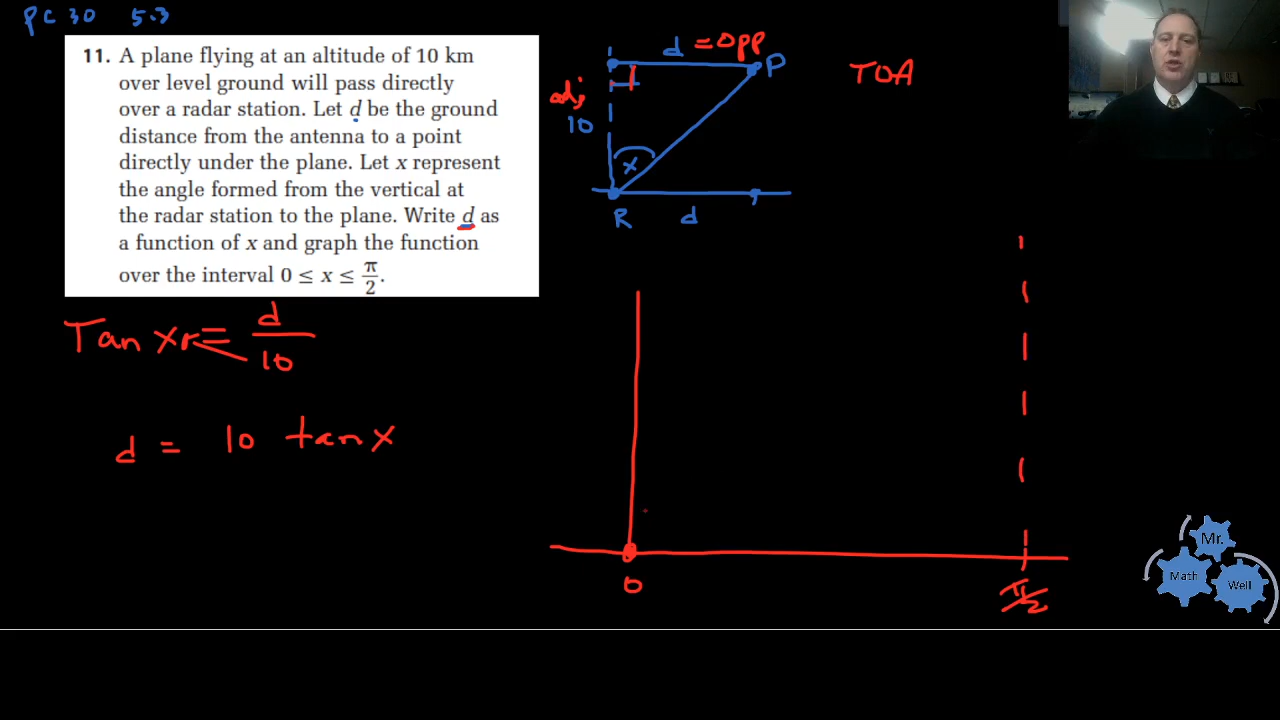 PC 30 5.3
11. A plane flying at an altitude of 10 km
over level ground will pass directly
over a radar station. Let d be the ground
distance from the antenna to a point
directly under the plane. Let x represent
the angle formed from the vertical at
the radar station to the plane. Write d as
a function of x and graph the function
over the interval 0 ≤ x ≤ π/2.
d = opp
P
TOA
adj
10
x
R
d
Tan x = d/10
d = 10 tan x
0
π/2
Mr.
Math
Well